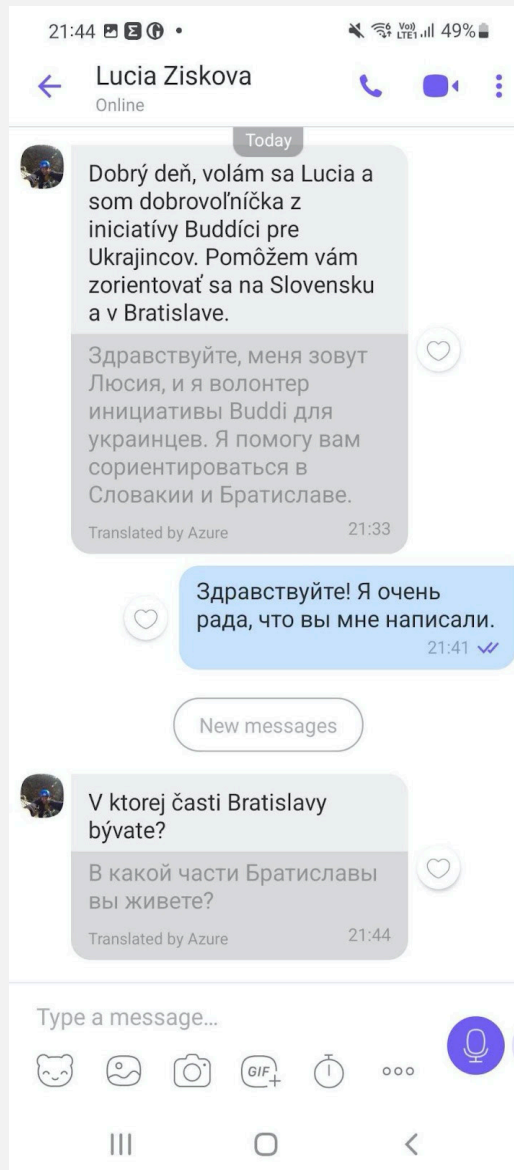 21:44
49%
Lucia Ziskova
Online
Today
Dobrý deň, volám sa Lucia a
som dobrovoľníčka z
iniciatívy Buddíci pre
Ukrajincov. Pomôžem vám
zorientovať sa na Slovensku
a v Bratislave.
Здравствуйте, меня зовут
Люсия, и я волонтер
инициативы Buddi для
украинцев. Я помогу вам
сориентироваться в
Словакии и Братиславе.
Translated by Azure 21:33
Здравствуйте! Я очень
рада, что вы мне написали.
21:41
New messages
V ktorej časti Bratislavy
bývate?
В какой части Братиславы
вы живете?
Translated by Azure 21:44
Type a message...
GIF